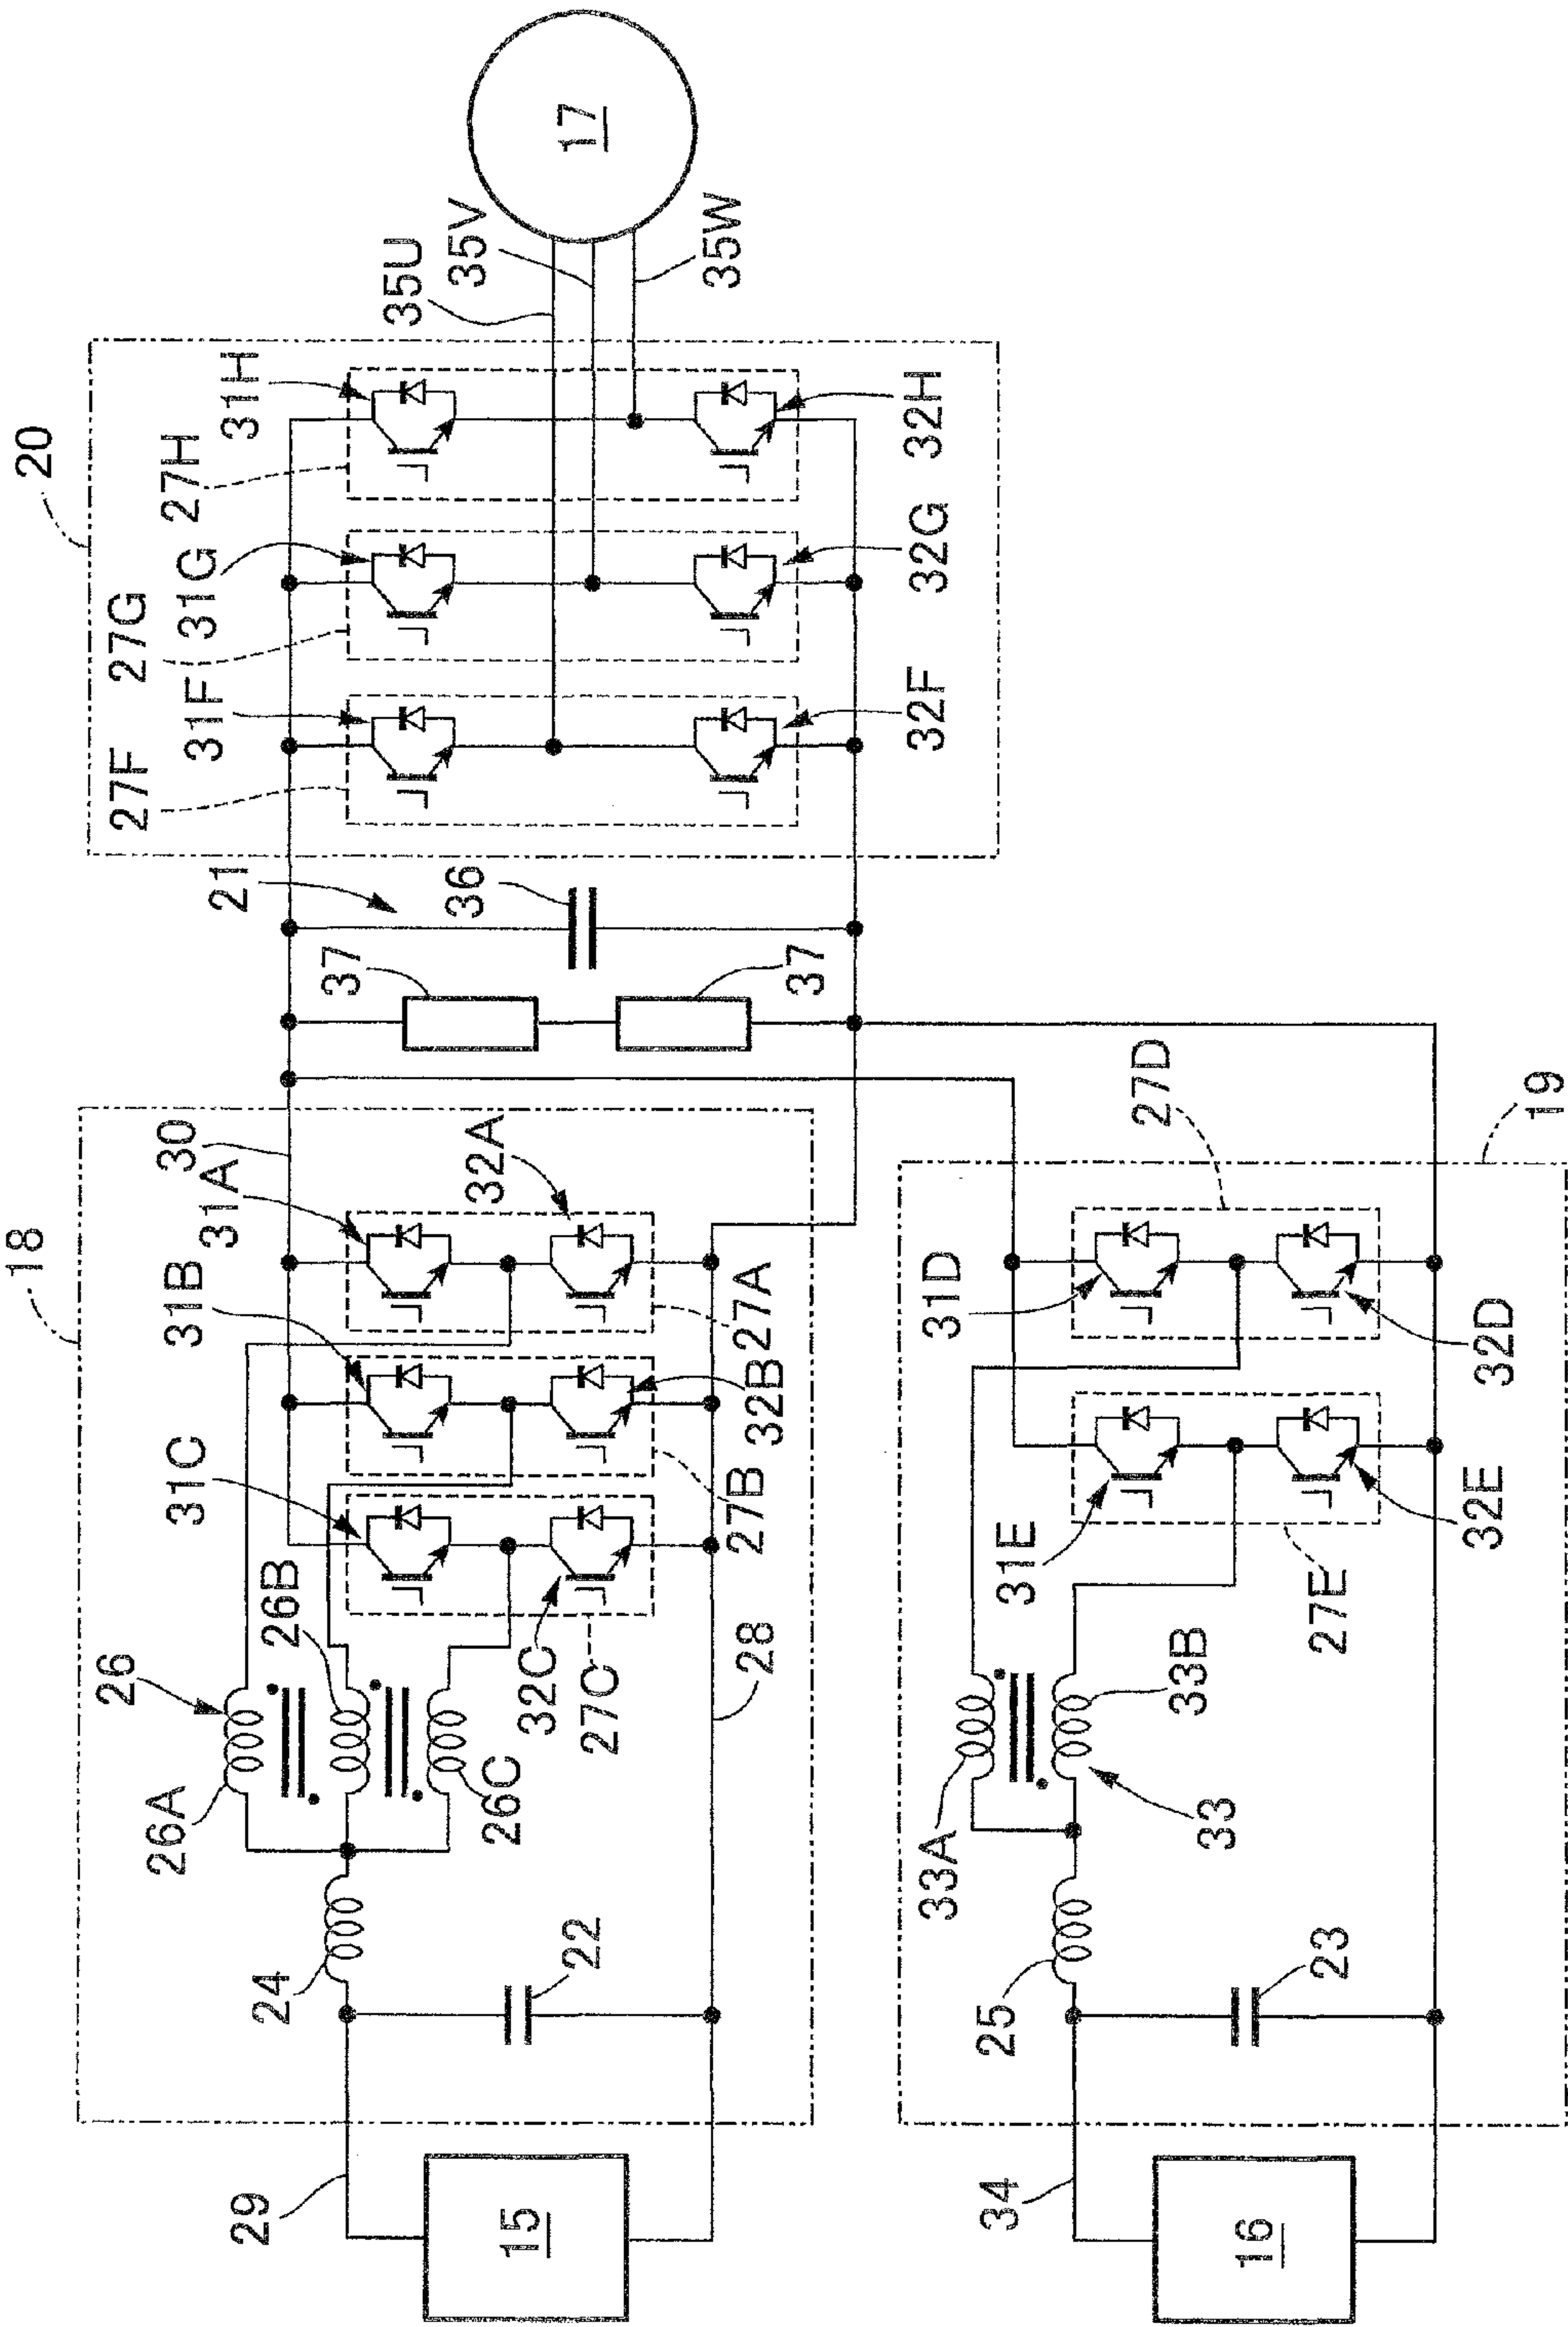 18
30
31A
31B
31C
32A
32B
32C
27A
27B
27C
26
26A
26B
26C
24
22
28
29
15
21
36
37
37
20
27F
31F
27G
31G
27H
31H
32F
32G
32H
35U
35V
35W
17
19
27D
31D
32D
31E
32E
27E
33A
33B
33
25
23
34
16